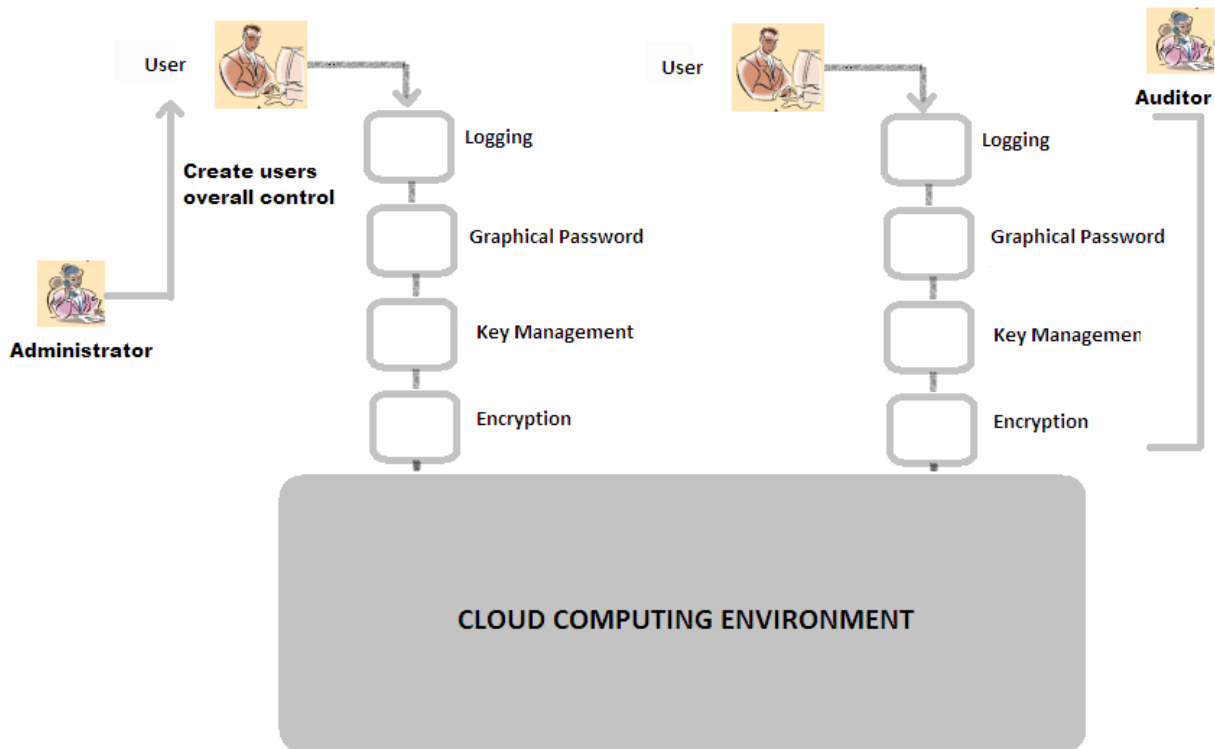 User
User
Auditor
Logging
Logging
Create users
overall control
Graphical Password
Graphical Password
Key Management
Key Managemen
Administrator
Encryption
Encryption
CLOUD COMPUTING ENVIRONMENT